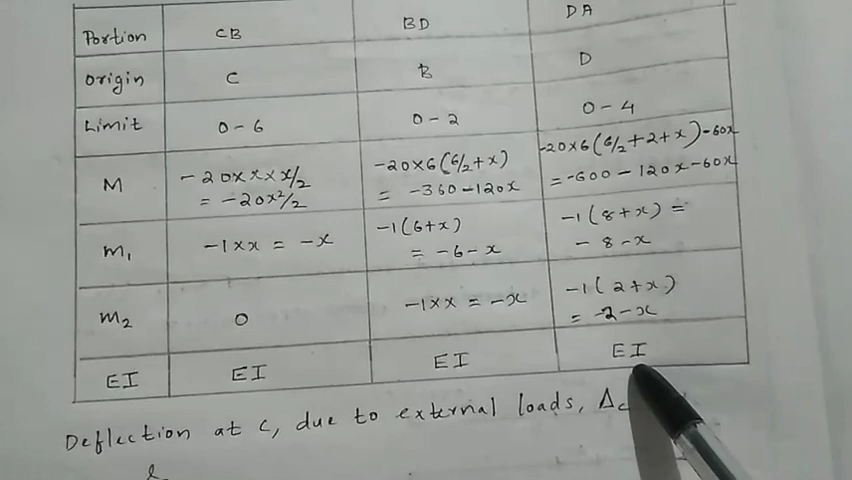 Portion CB BD DA
Origin C B D
Limit 0-6 0-2 0-4
M -20x x x x/2 = -20x²/2 -20x6(6/2+x) = -360-120x -20x6(6/2+2+x)-60x = -600-120x-60x
m₁ -1xx = -x -1(6+x) = -6-x -1(8+x) = -8-x
m₂ 0 -1xx = -x -1(2+x) = -2-x
EI EI EI EI
Deflection at C, due to external loads, Δc